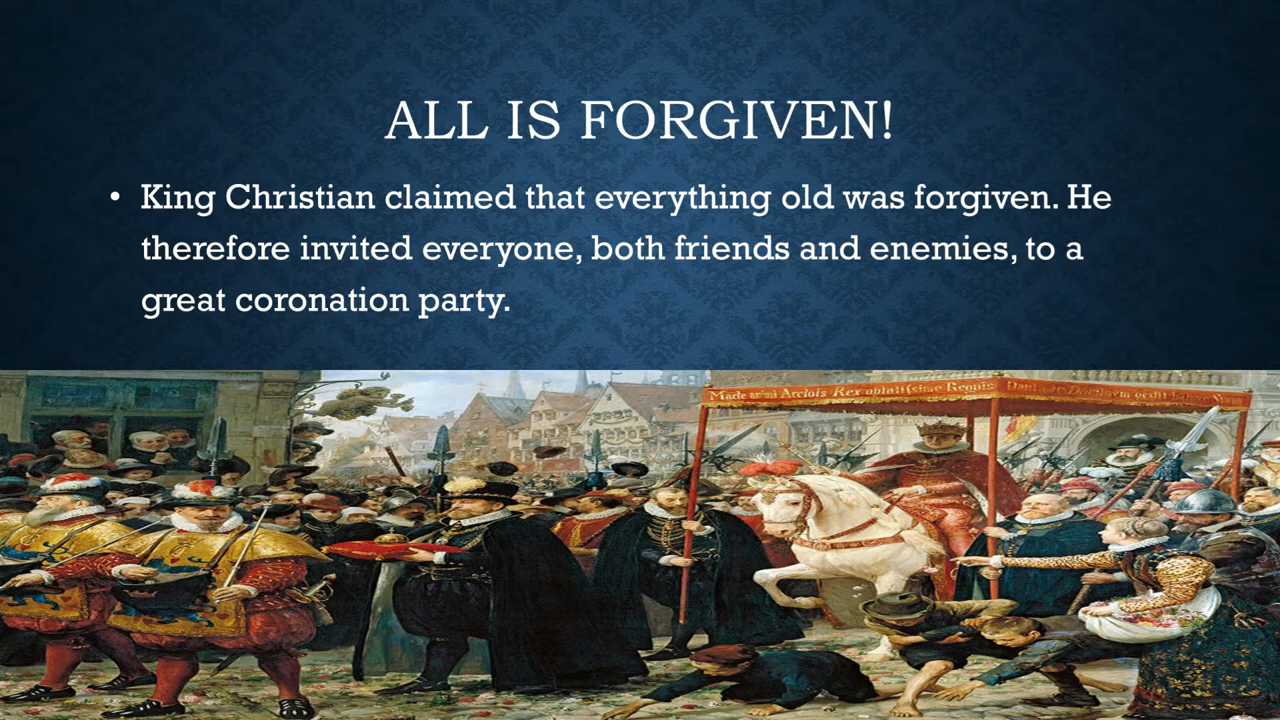 ALL IS FORGIVEN!
• King Christian claimed that everything old was forgiven. He
therefore invited everyone, both friends and enemies, to a
great coronation party.
Rex